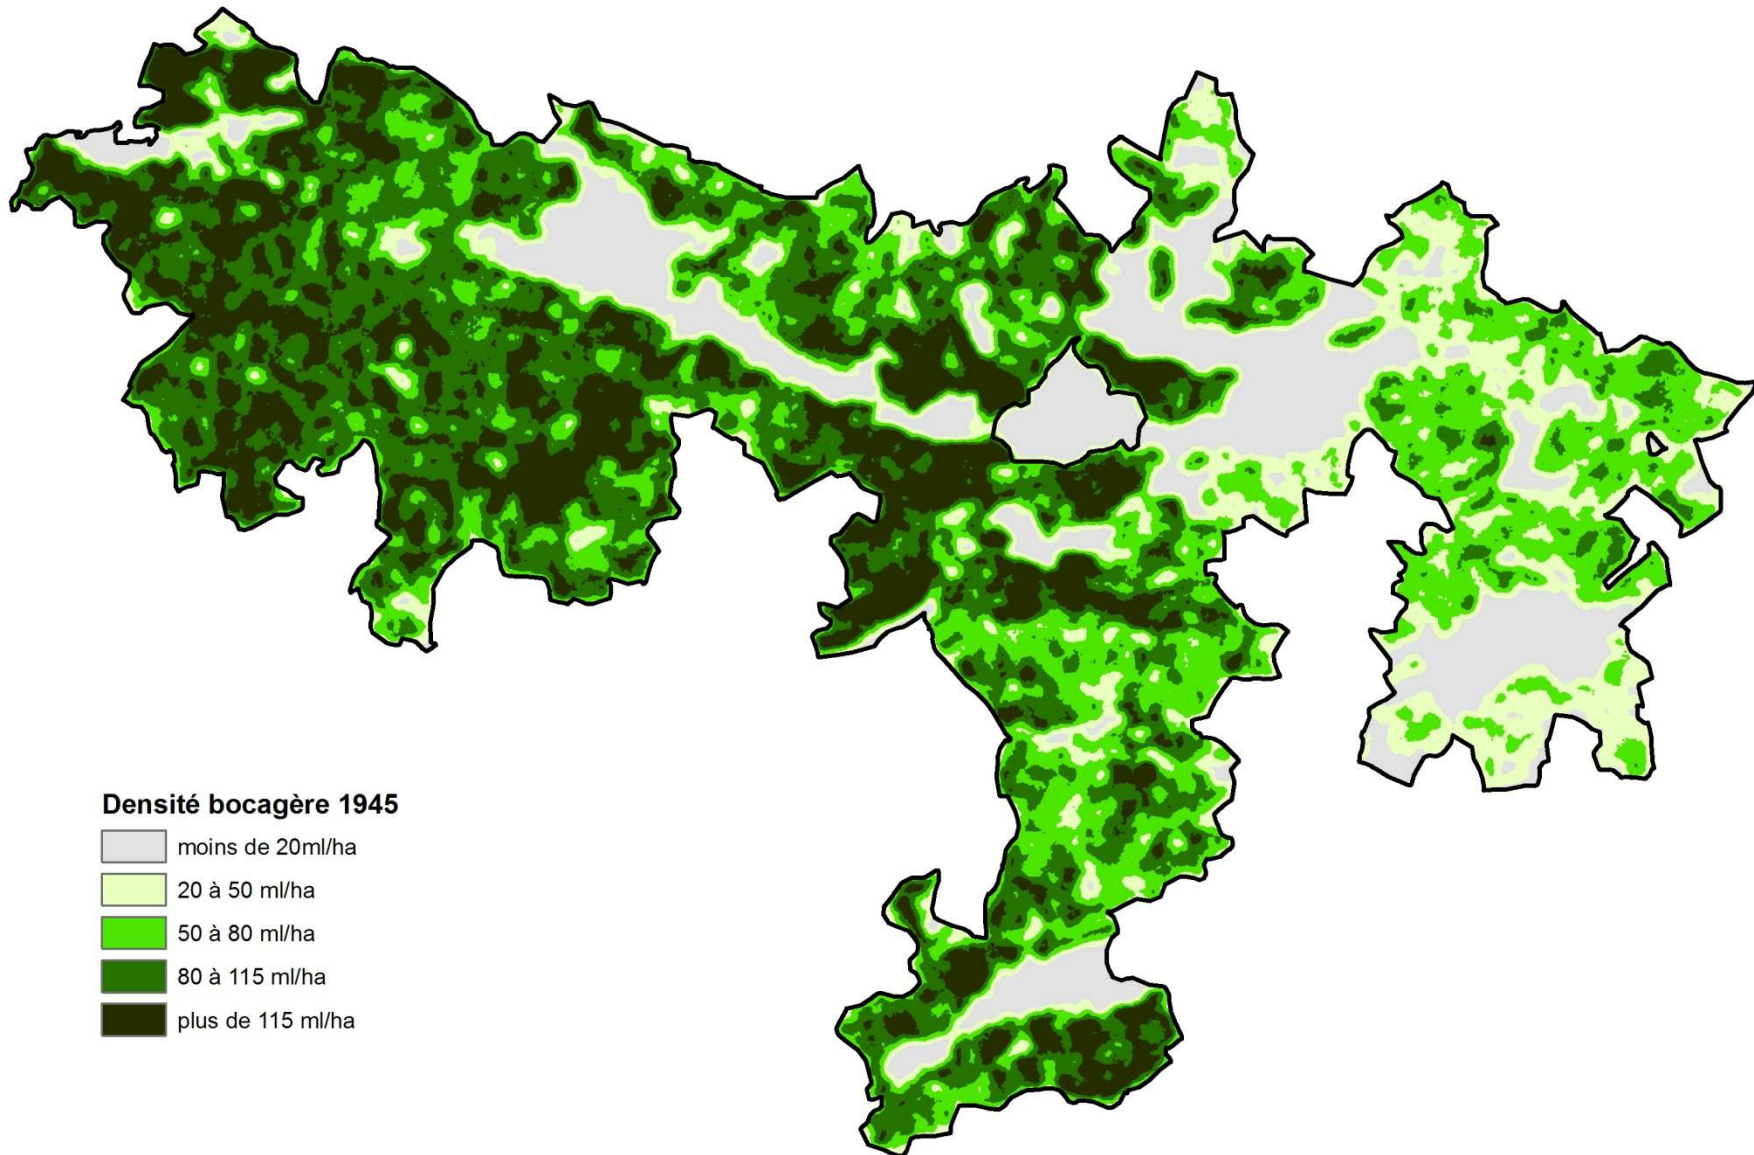 Densité bocagère 1945
moins de 20ml/ha
20 à 50 ml/ha
50 à 80 ml/ha
80 à 115 ml/ha
plus de 115 ml/ha